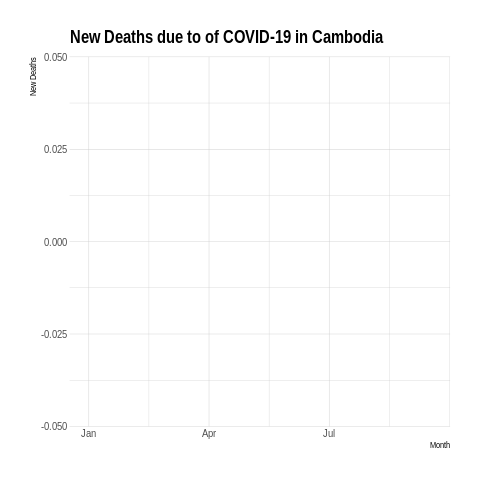 New Deaths due to of COVID-19 in Cambodia
New Deaths
0.050
0.025
0.000
-0.025
-0.050
Jan Apr Jul
Month